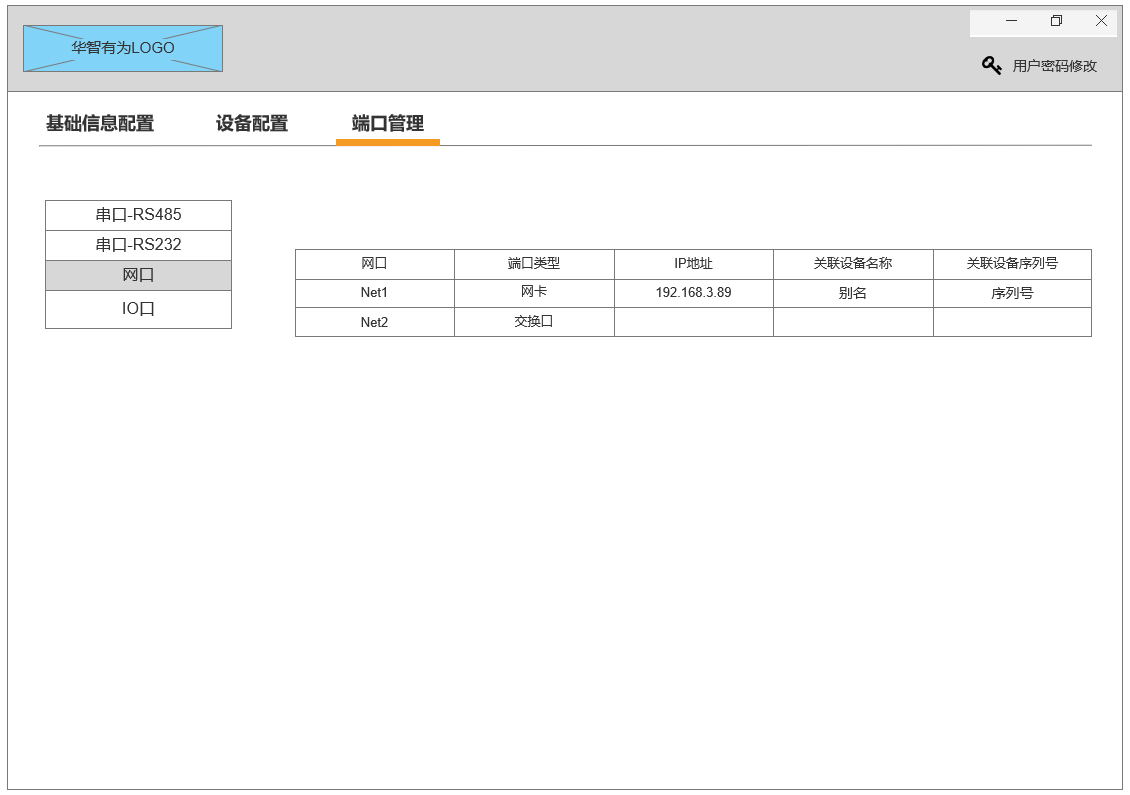 华智有为LOGO
用户密码修改
基础信息配置 设备配置 端口管理
串口-RS485
串口-RS232
网口
IO口
网口 端口类型 IP地址 关联设备名称 关联设备序列号
Net1 网卡 192.168.3.89 别名 序列号
Net2 交换口